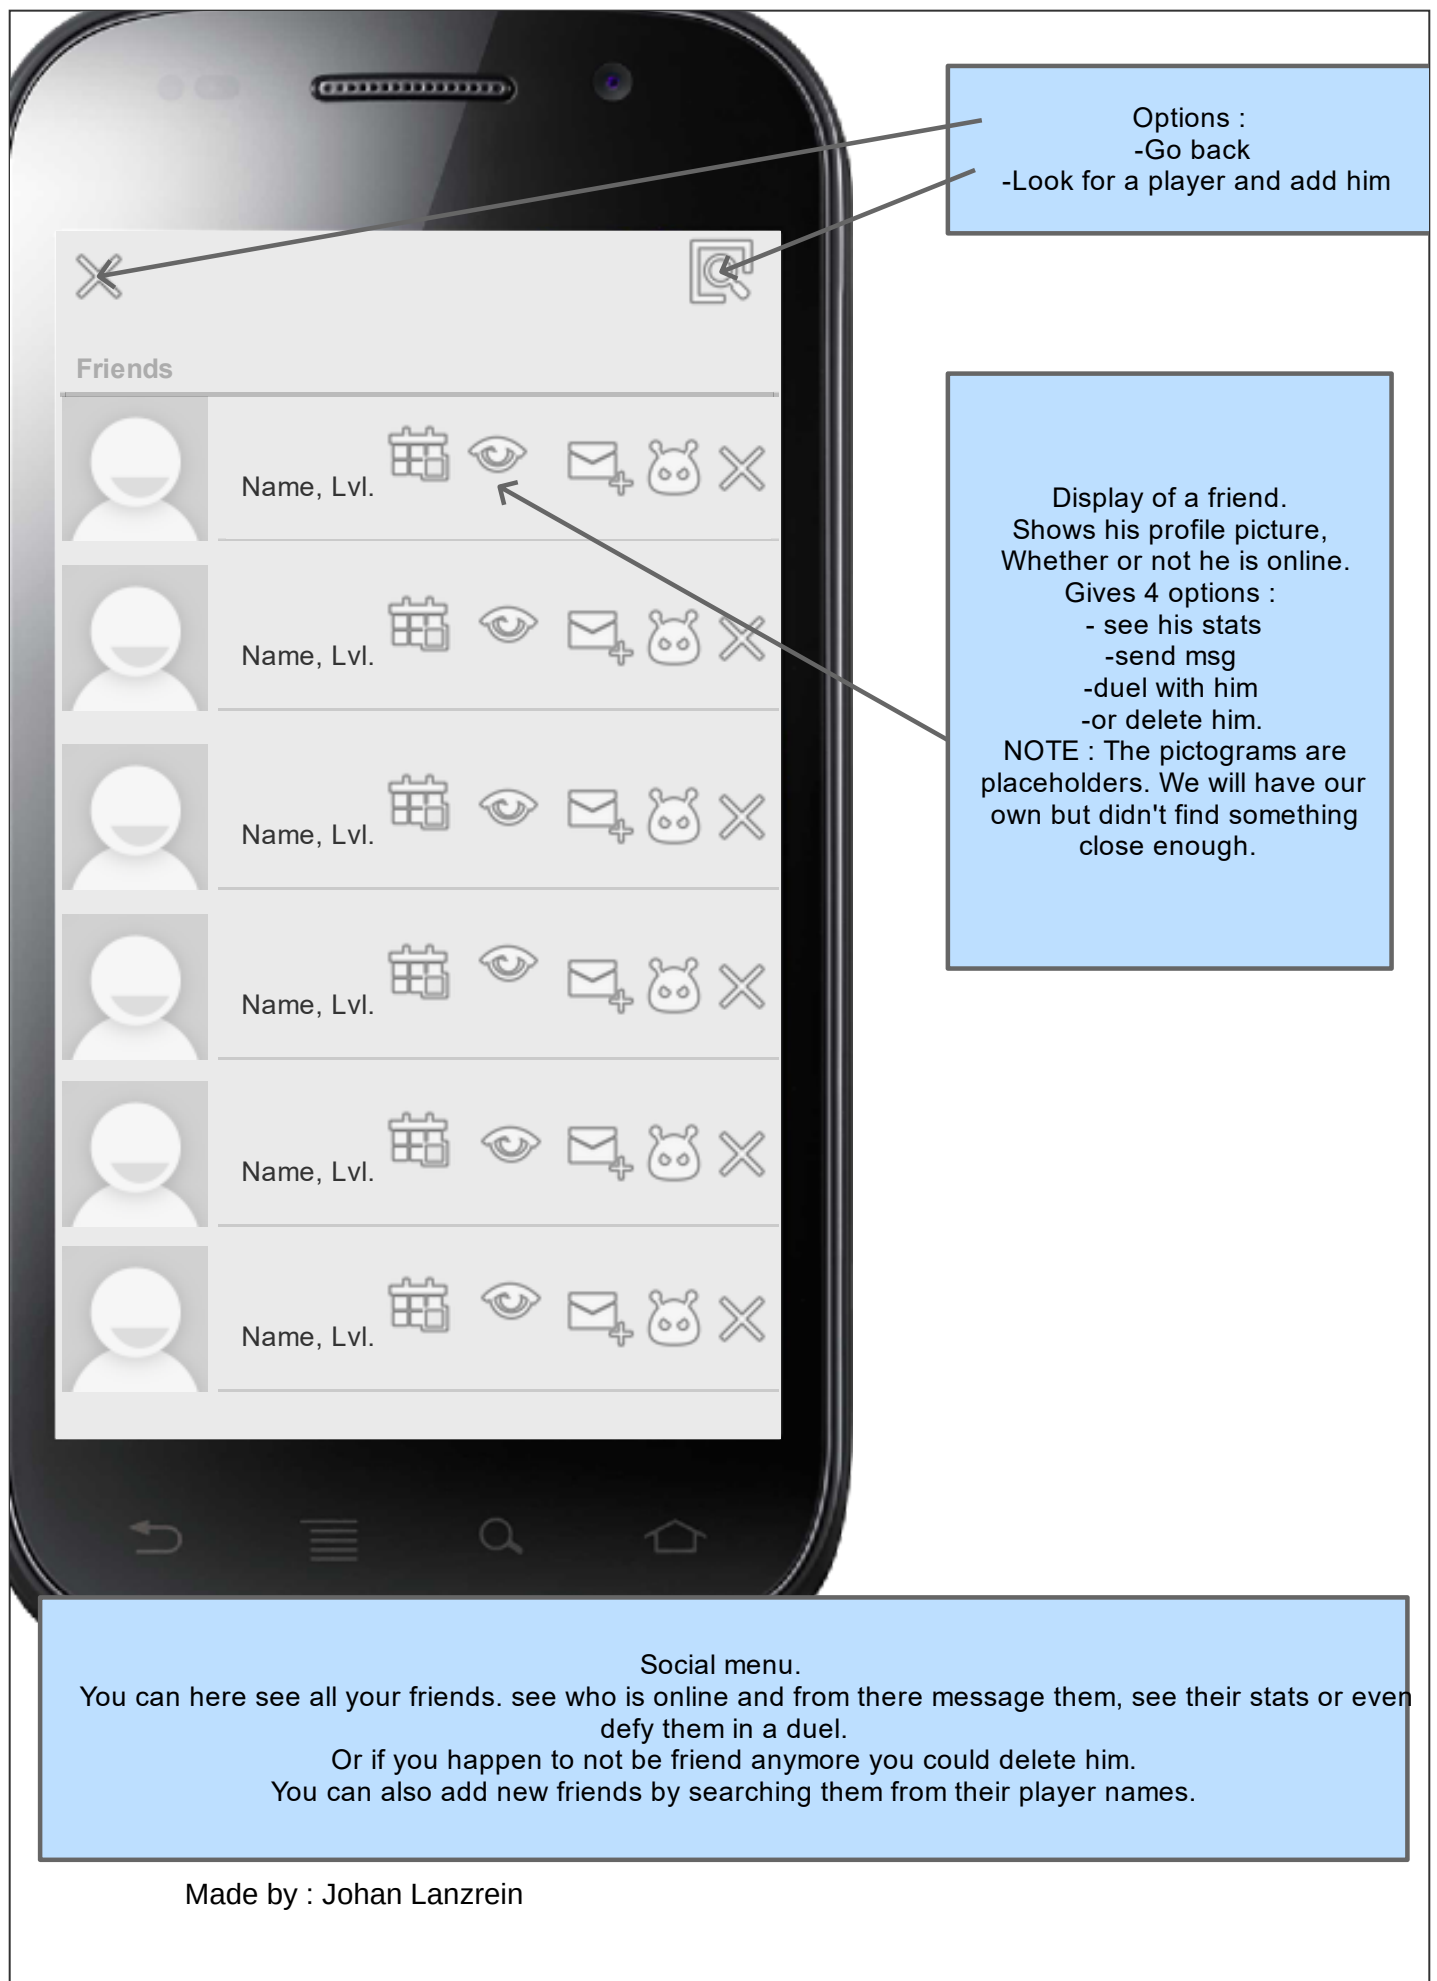 Options :
-Go back
-Look for a player and add him
Friends
Name, Lvl.
Name, Lvl.
Name, Lvl.
Name, Lvl.
Name, Lvl.
Name, Lvl.
Display of a friend.
Shows his profile picture,
Whether or not he is online.
Gives 4 options :
- see his stats
-send msg
-duel with him
-or delete him.
NOTE : The pictograms are
placeholders. We will have our
own but didn't find something
close enough.
Social menu.
You can here see all your friends. see who is online and from there message them, see their stats or even
defy them in a duel.
Or if you happen to not be friend anymore you could delete him.
You can also add new friends by searching them from their player names.
Made by : Johan Lanzrein